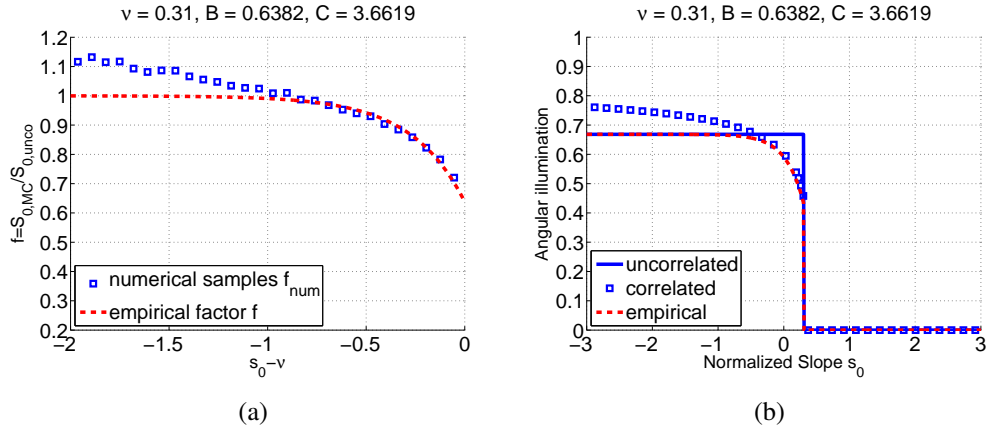 ν = 0.31, B = 0.6382, C = 3.6619
1.2
1.1
1
0.9
0.8
0.7
0.6
0.5
0.4
0.3
0.2
f=S0,MC/S0,unco
numerical samples fnum
empirical factor f
−2
−1.5
−1
−0.5
0
s0−ν
(a)
ν = 0.31, B = 0.6382, C = 3.6619
1
0.9
0.8
0.7
0.6
0.5
0.4
0.3
0.2
0.1
0
Angular illumination
uncorrelated
correlated
empirical
−3
−2
−1
0
1
2
3
Normalized Slope s0
(b)